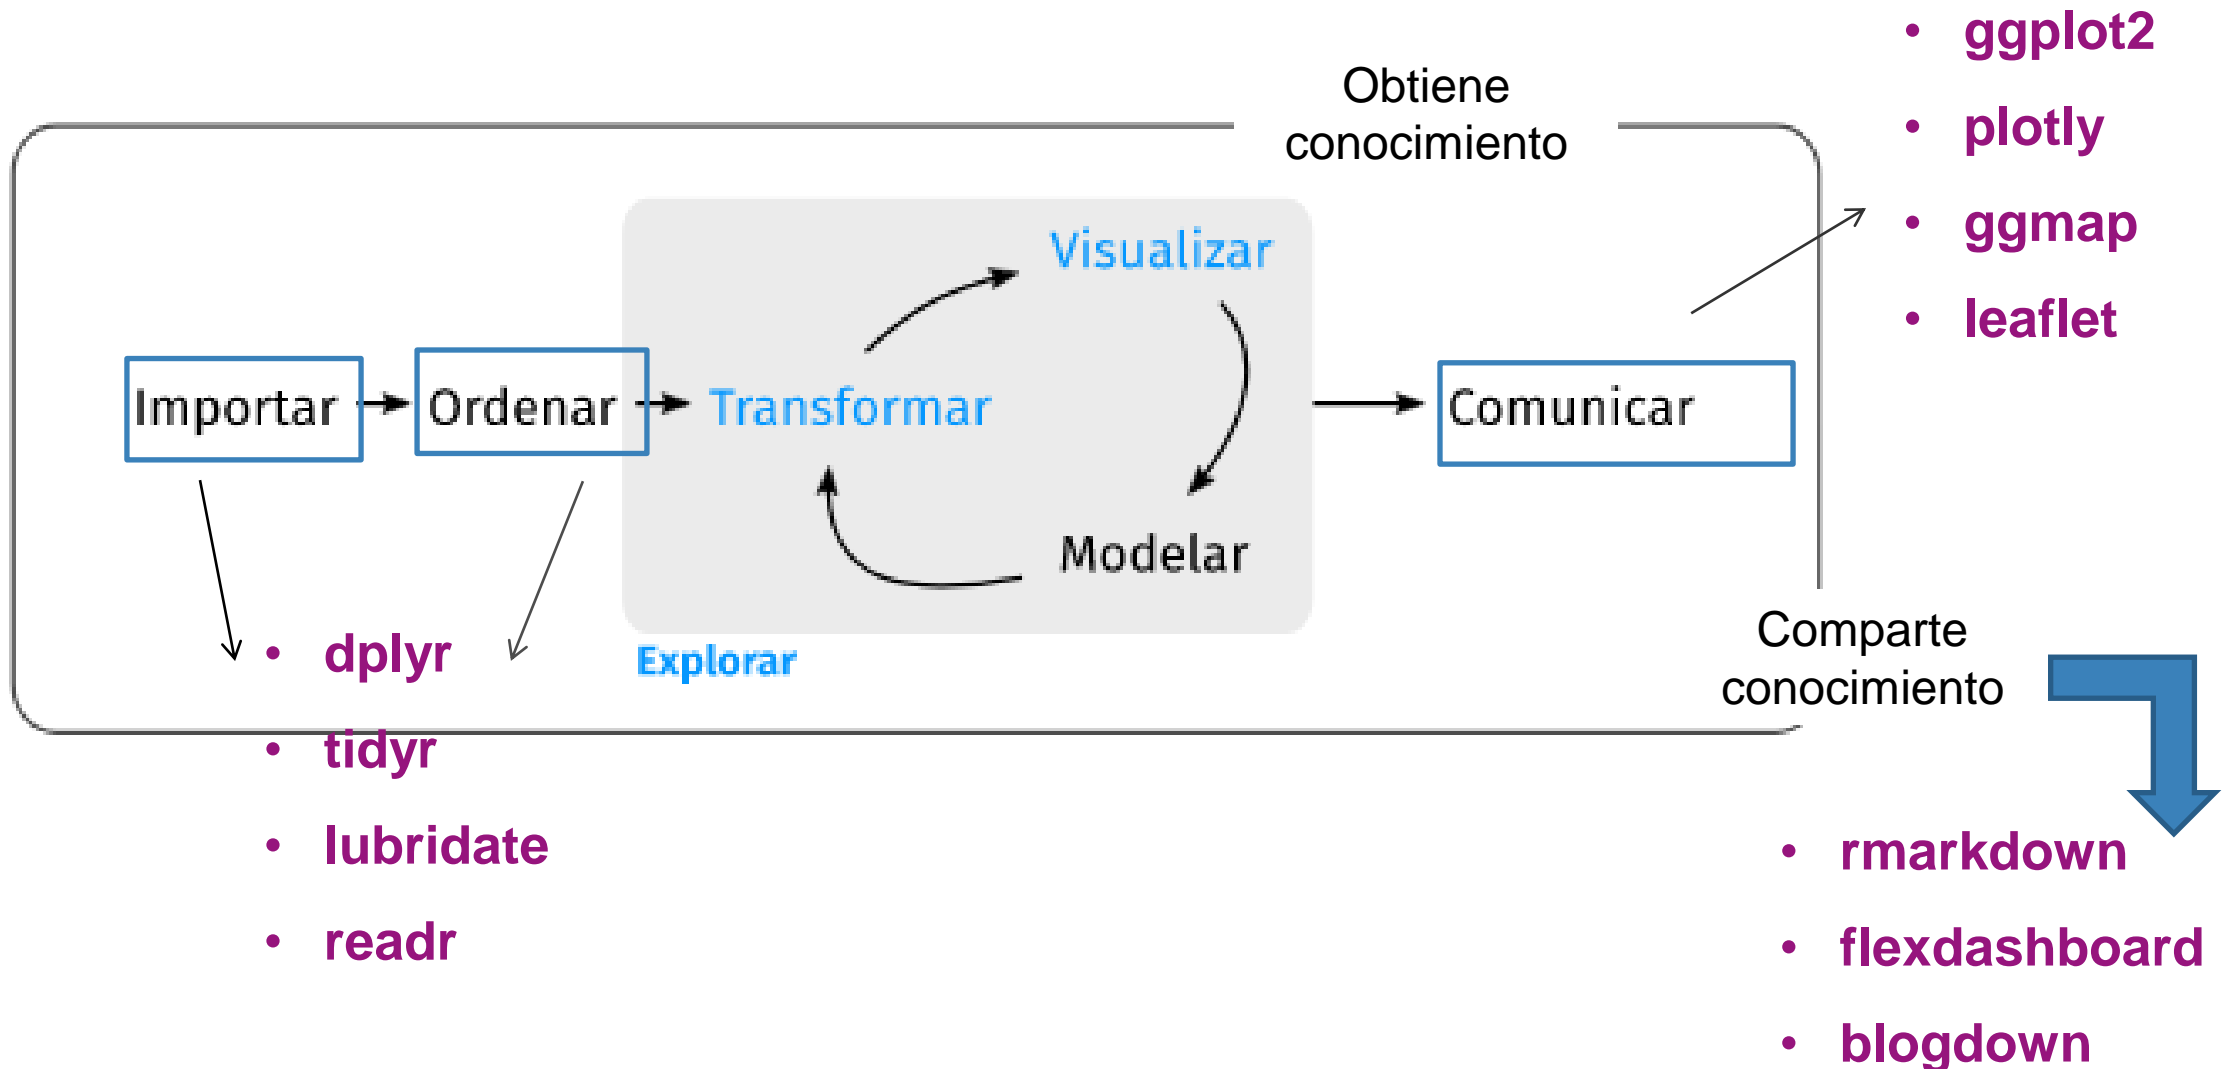 • ggplot2
• plotly
• ggmap
• leaflet
Obtiene
conocimiento
Importar
Ordenar
Transformar
Visualizar
Modelar
Explorar
Comunicar
• dplyr
• tidyr
• lubridate
• readr
Comparte
conocimiento
• rmarkdown
• flexdashboard
• blogdown